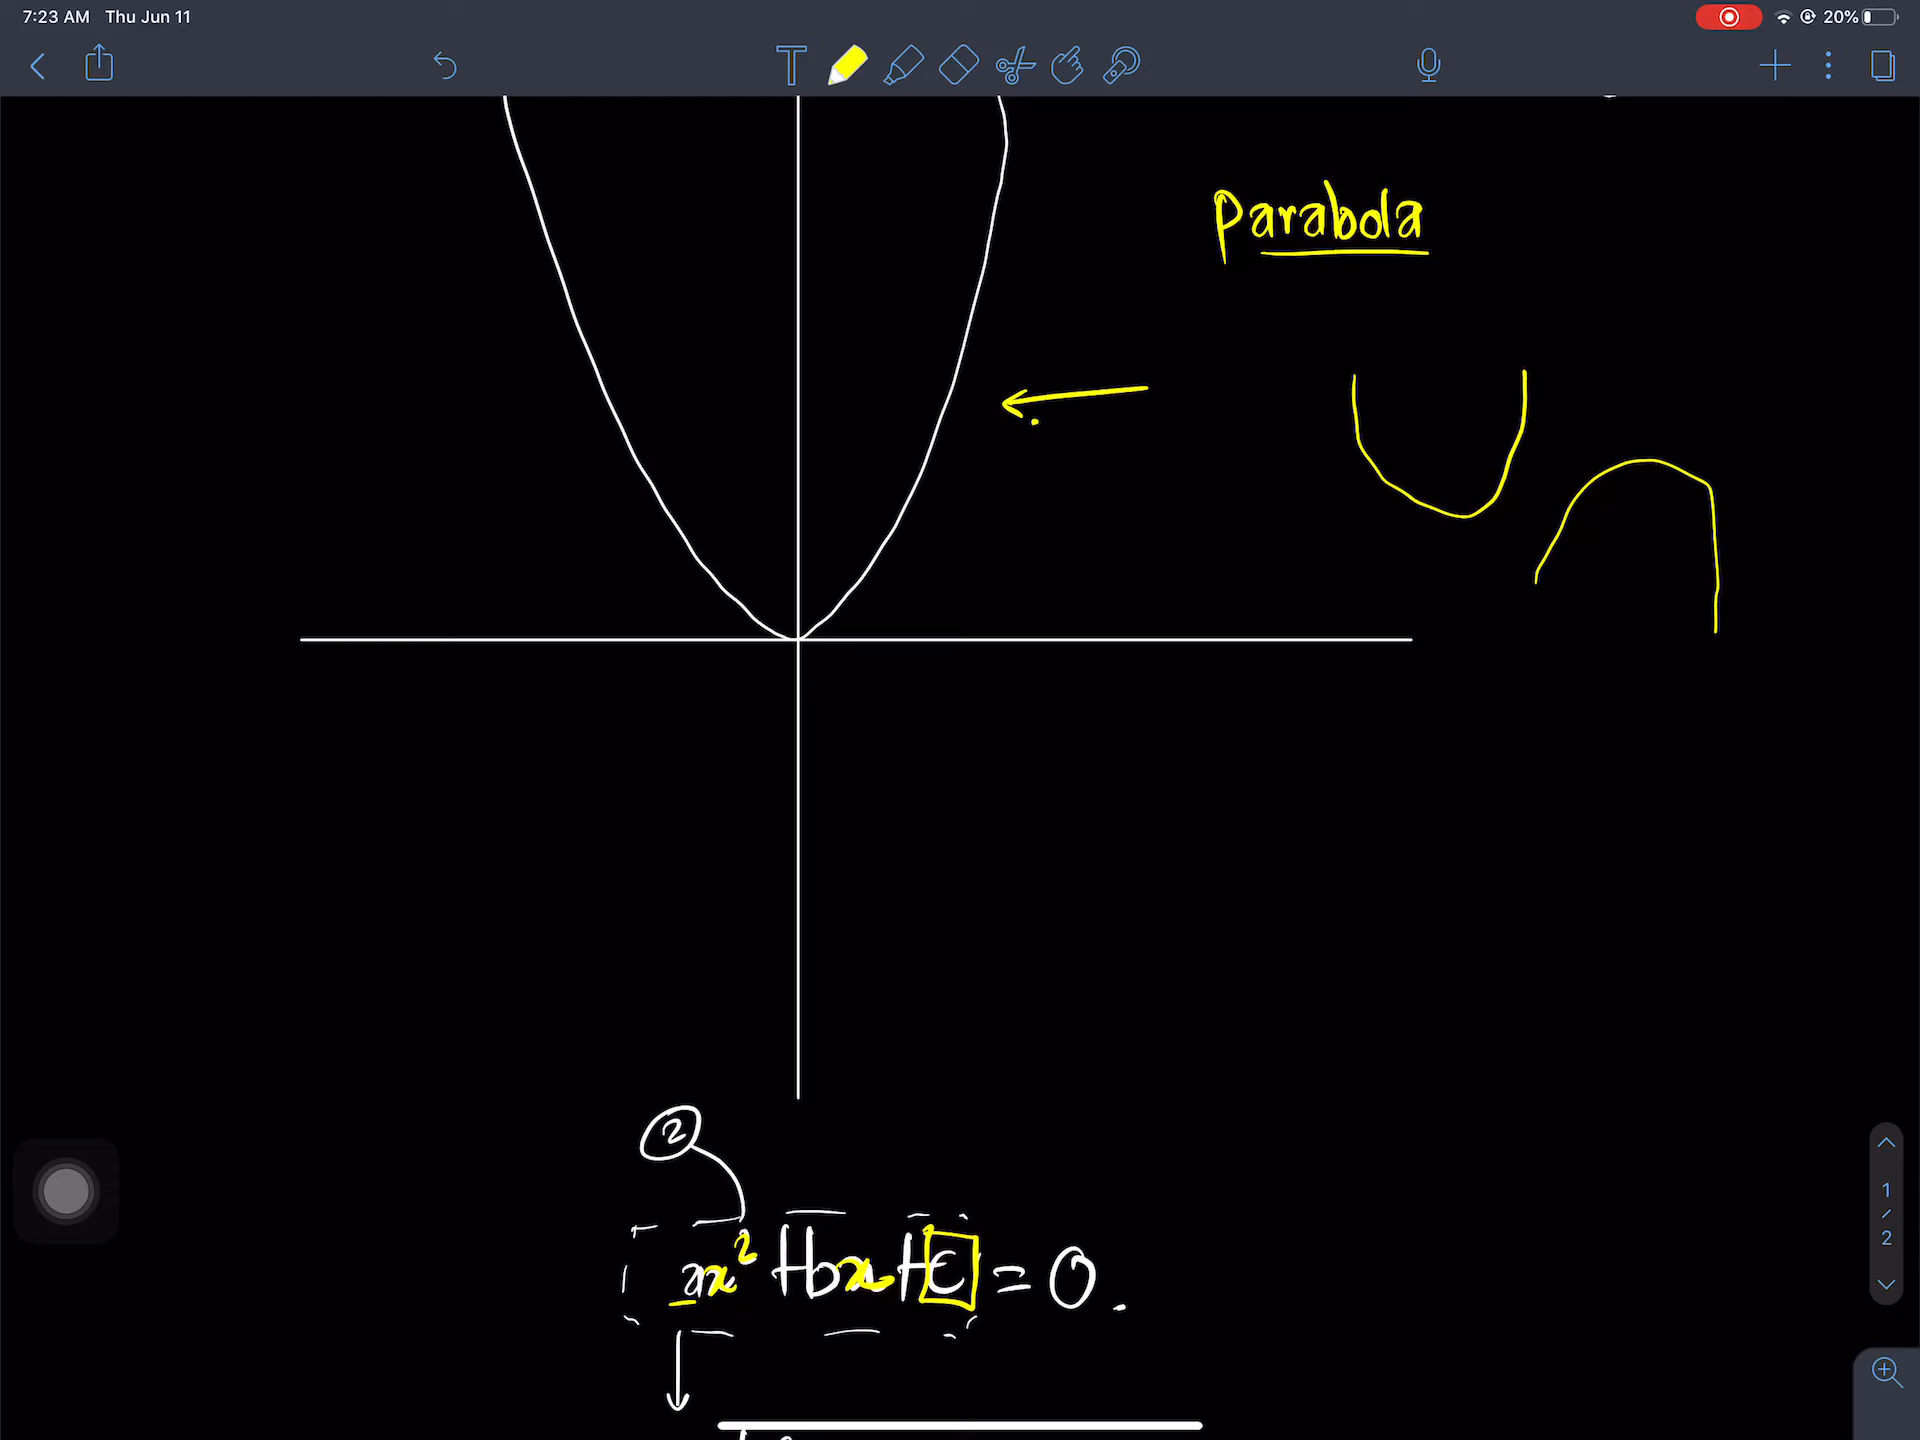 7:23 AM Thu Jun 11
20%
T
Parabola
2
ax² + bx + c = 0.
1
/
2